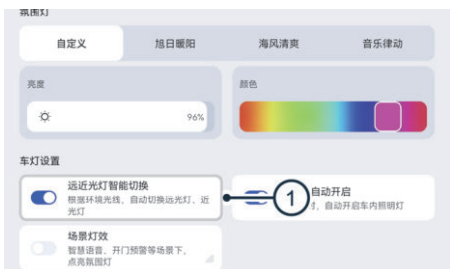 氛围灯
自定义 旭日暖阳 海风清爽 音乐律动
亮度 颜色
96%
车灯设置
远近光灯智能切换
根据环境光线，自动切换远光灯、近
光灯
1
自动开启
，自动开启车内照明灯
场景灯效
智慧语音、开门预警等场景下，
点亮氛围灯